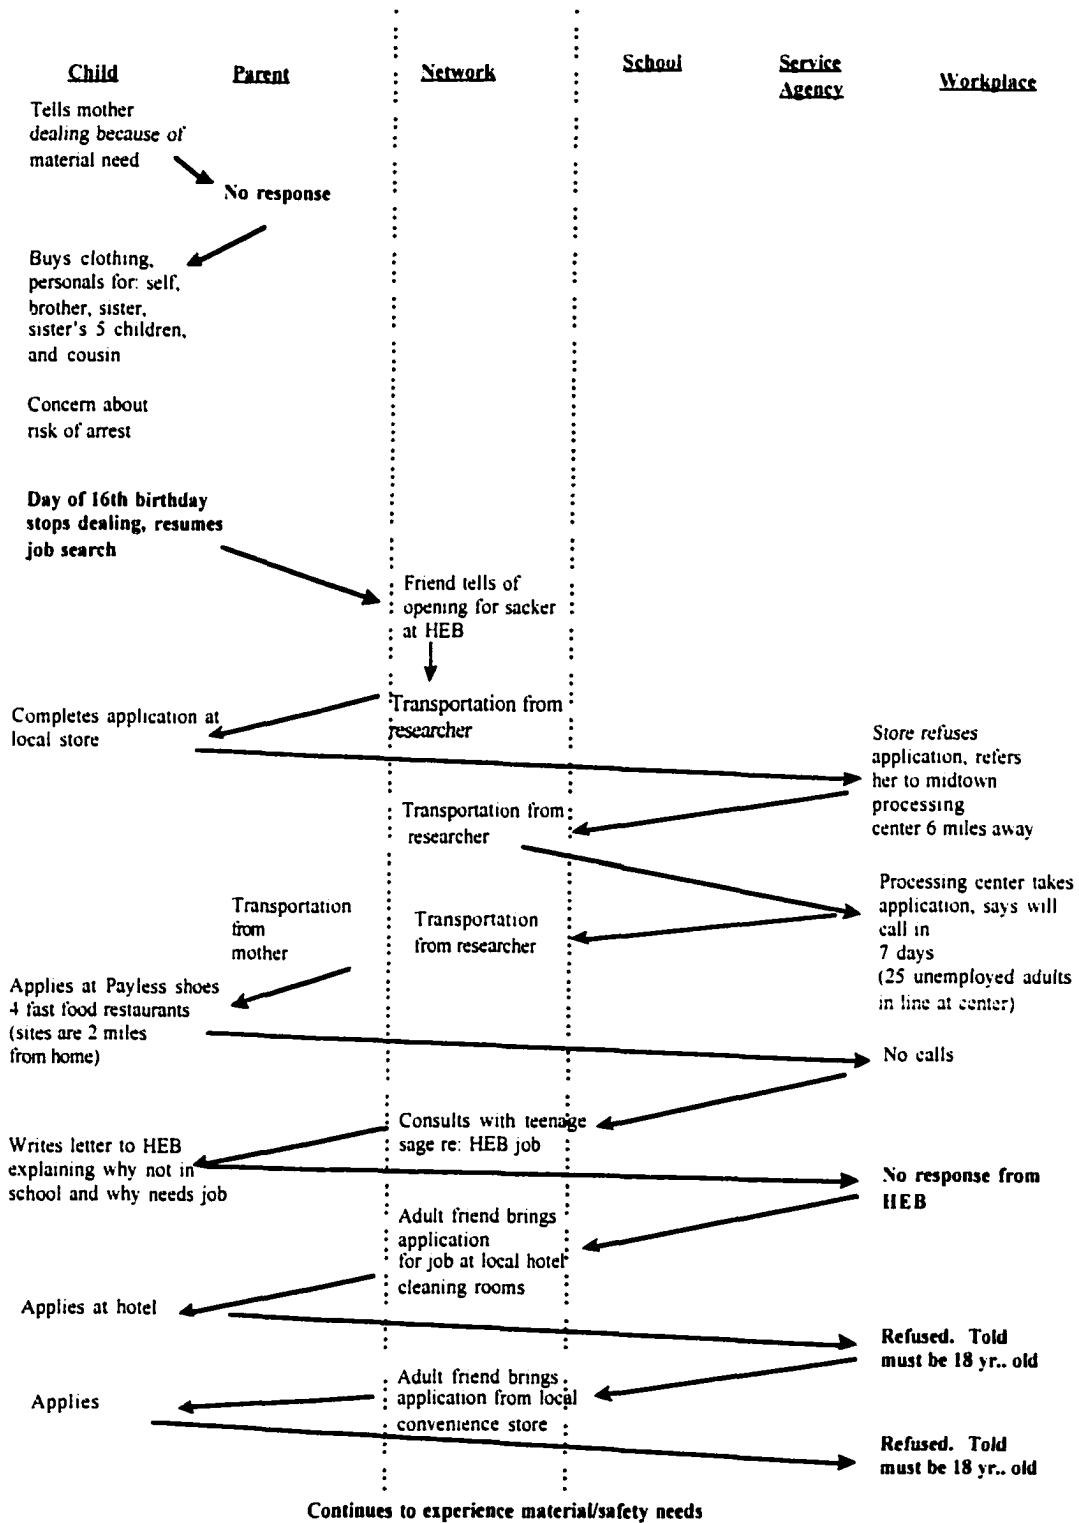 Child
Parent
Network
School
Service
Agency
Workplace
Tells mother
dealing because of
material need
No response
Buys clothing,
personals for: self,
brother, sister,
sister's 5 children,
and cousin
Concern about
risk of arrest
Day of 16th birthday
stops dealing, resumes
job search
Friend tells of
opening for sacker
at HEB
Transportation from
researcher
Completes application at
local store
Store refuses
application, refers
her to midtown
processing
center 6 miles away
Transportation from
researcher
Processing center takes
application, says will
call in
7 days
(25 unemployed adults
in line at center)
Transportation
from researcher
Transportation
from
mother
Applies at Payless shoes
4 fast food restaurants
(sites are 2 miles
from home)
No calls
Consults with teenage
sage re: HEB job
Writes letter to HEB
explaining why not in
school and why needs job
No response from
HEB
Adult friend brings
application
for job at local hotel
cleaning rooms
Applies at hotel
Refused. Told
must be 18 yr.. old
Adult friend brings
application from local
convenience store
Applies
Refused. Told
must be 18 yr.. old
Continues to experience material/safety needs